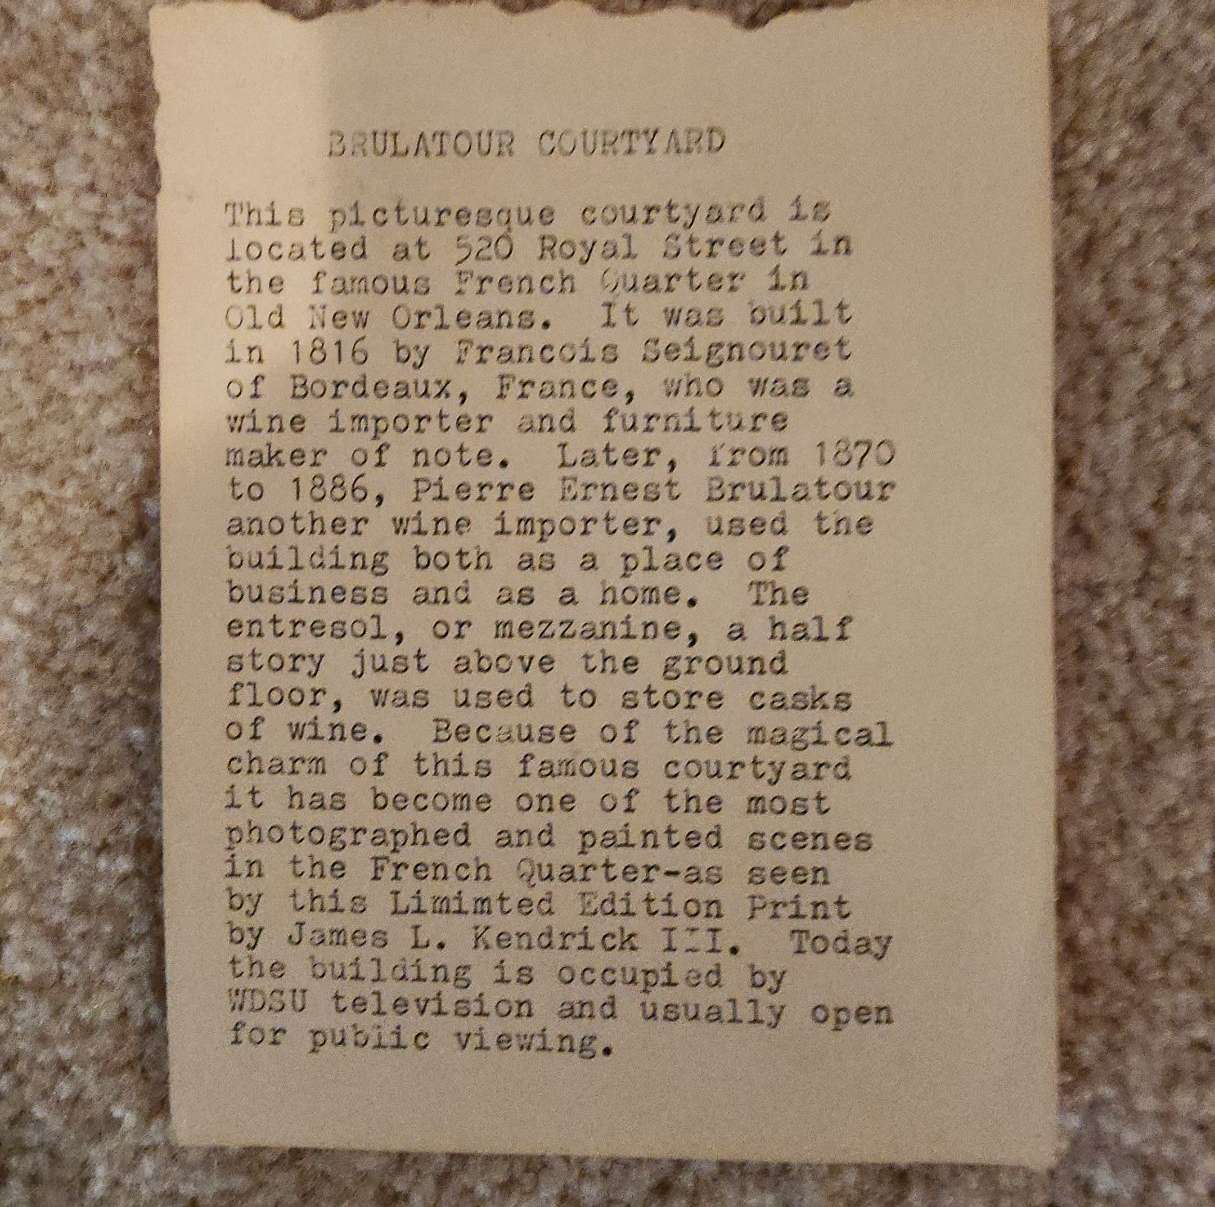 BRULATOUR COURTYARD
This picturesque courtyard is
located at 520 Royal Street in
the famous French Quarter in
Old New Orleans.  It was built
in 1816 by Francois Seignouret
of Bordeaux, France, who was a
wine importer and furniture
maker of note.  Later, from 1870
to 1886, Pierre Ernest Brulatour
another wine importer, used the
building both as a place of
business and as a home.  The
entresol, or mezzanine, a half
story just above the ground
floor, was used to store casks
of wine.  Because of the magical
charm of this famous courtyard
it has become one of the most
photographed and painted scenes
in the French Quarter-as seen
by this Limimted Edition Print
by James L. Kendrick III.  Today
the building is occupied by
WDSU television and usually open
for public viewing.